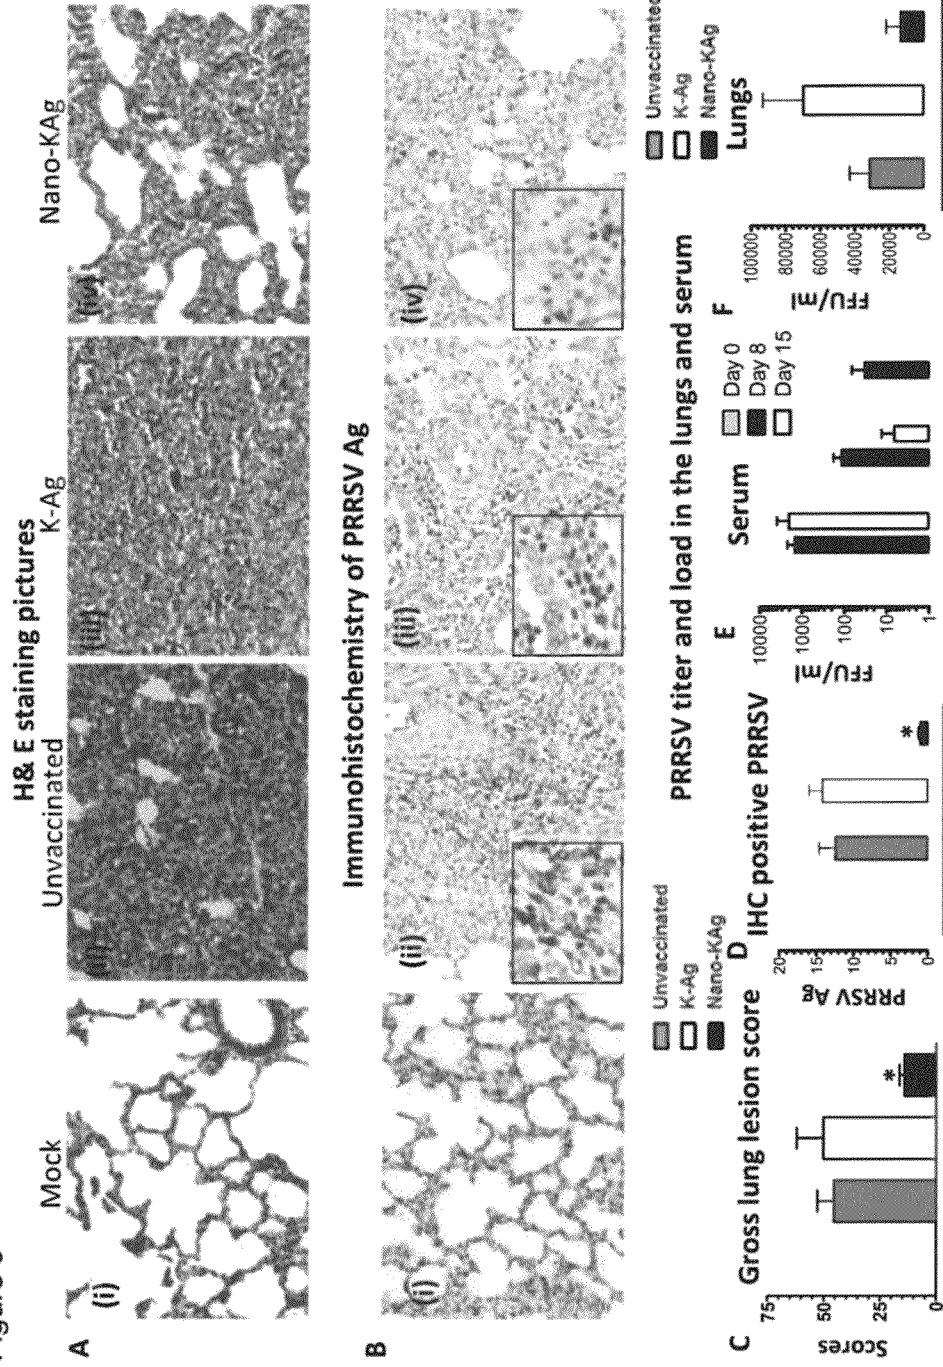 A
H& E staining pictures
Mock
Unvaccinated
K-Ag
Nano-KAg
(i)
(ii)
(iii)
(iv)
B
Immunohistochemistry of PRRSV Ag
(i)
(ii)
(iii)
(iv)
PRRSV titer and load in the lungs and serum
C
Gross lung lesion score
Unvaccinated
K-Ag
Nano-KAg
Scores
75
50
25
0
*
D
IHC positive PRRSV
PRRSV Ag
20
15
10
5
0
*
E
Serum
Day 0
Day 8
Day 15
FFU/ml
10000
1000
100
10
1
F
Lungs
Unvaccinated
K-Ag
Nano-KAg
FFU/ml
100000
80000
60000
40000
20000
0